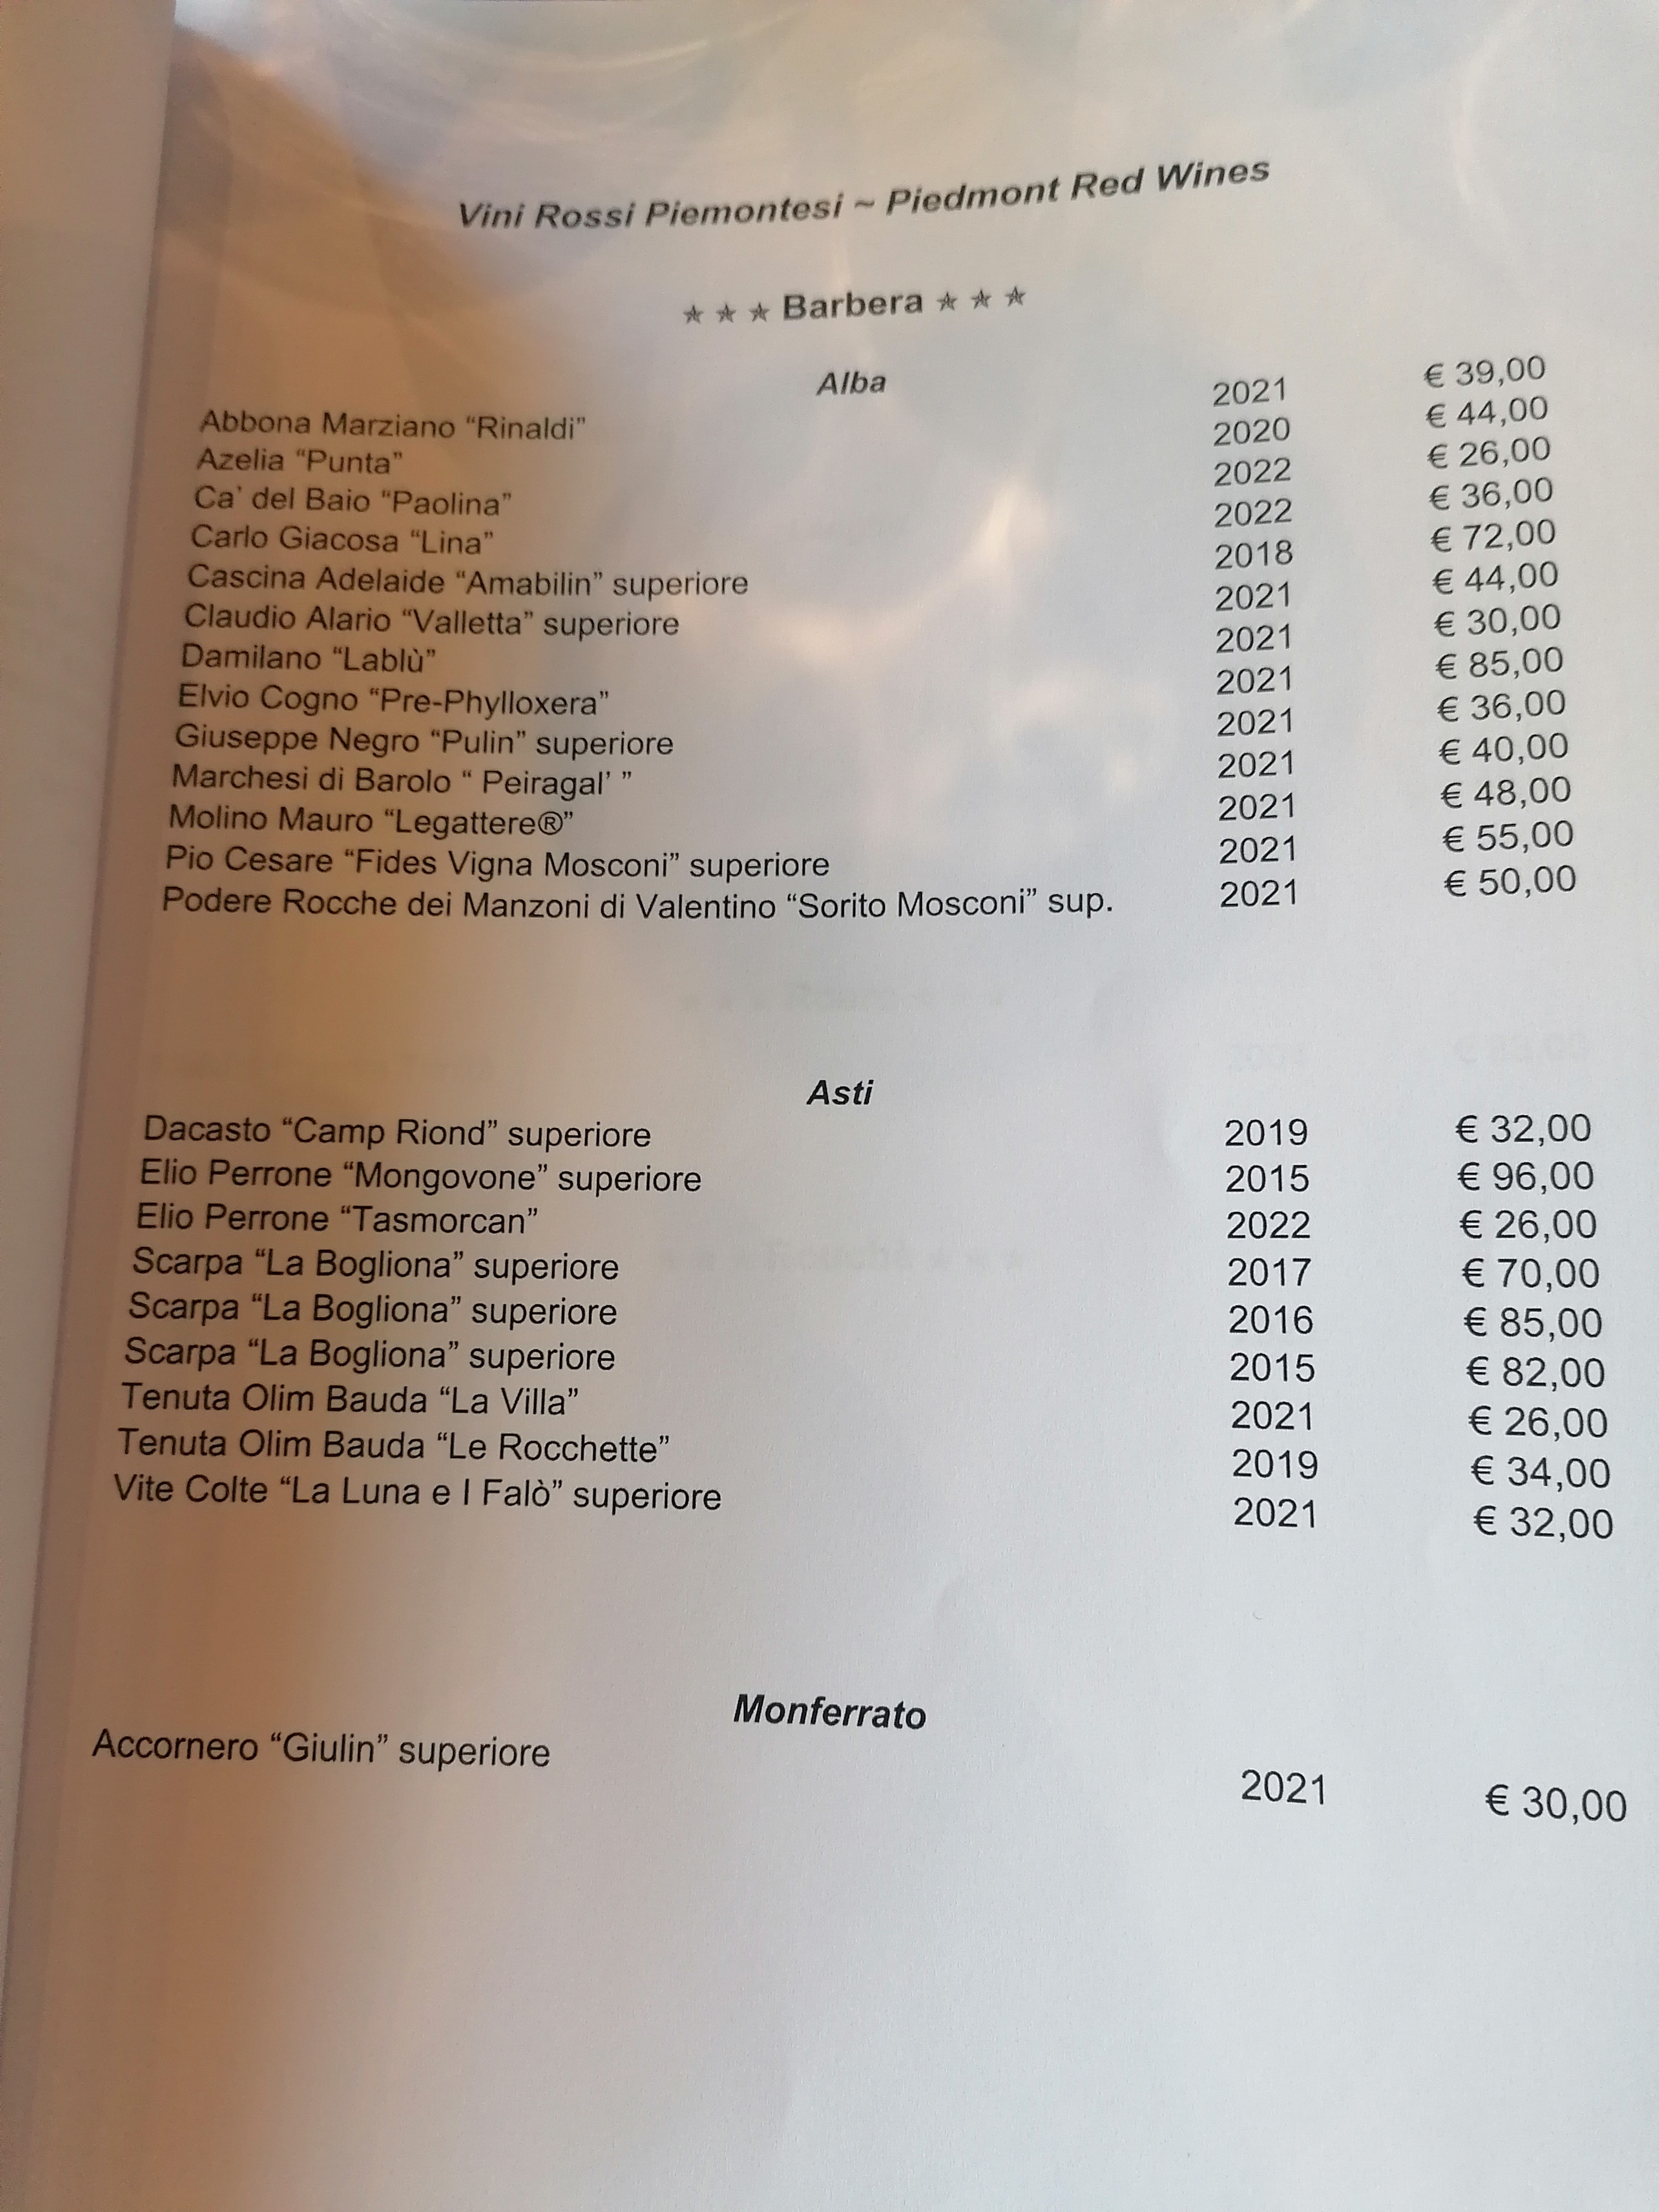 Vini Rossi Piemontesi ~ Piedmont Red Wines
★ ★ ★ Barbera ★ ★ ★
Alba
Abbona Marziano “Rinaldi” 2021 € 39,00
Azelia “Punta” 2020 € 44,00
Ca’ del Baio “Paolina” 2022 € 26,00
Carlo Giacosa “Lina” 2022 € 36,00
Cascina Adelaide “Amabilin” superiore 2018 € 72,00
Claudio Alario “Valletta” superiore 2021 € 44,00
Damilano “Lablù” 2021 € 30,00
Elvio Cogno “Pre-Phylloxera” 2021 € 85,00
Giuseppe Negro “Pulin” superiore 2021 € 36,00
Marchesi di Barolo “ Peiragal’ ” 2021 € 40,00
Molino Mauro “Legattere®” 2021 € 48,00
Pio Cesare “Fides Vigna Mosconi” superiore 2021 € 55,00
Podere Rocche dei Manzoni di Valentino “Sorito Mosconi” sup. 2021 € 50,00
Asti
Dacasto “Camp Riond” superiore 2019 € 32,00
Elio Perrone “Mongovone” superiore 2015 € 96,00
Elio Perrone “Tasmorcan” 2022 € 26,00
Scarpa “La Bogliona” superiore 2017 € 70,00
Scarpa “La Bogliona” superiore 2016 € 85,00
Scarpa “La Bogliona” superiore 2015 € 82,00
Tenuta Olim Bauda “La Villa” 2021 € 26,00
Tenuta Olim Bauda “Le Rocchette” 2019 € 34,00
Vite Colte “La Luna e I Falò” superiore 2021 € 32,00
Monferrato
Accornero “Giulin” superiore 2021 € 30,00